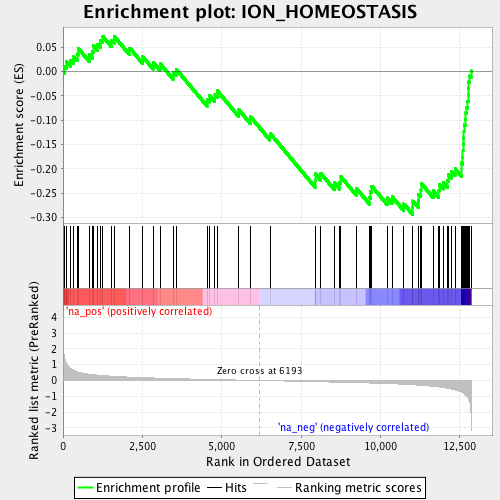 Enrichment plot: ION_HOMEOSTASIS
Enrichment score (ES)
0.05
0.00
-0.05
-0.10
-0.15
-0.20
-0.25
-0.30
'na_pos' (positively correlated)
Ranked list metric (PreRanked)
4
3
2
1
0
-1
-2
-3
Zero cross at 6193
'na_neg' (negatively correlated)
0
2,500
5,000
7,500
10,000
12,500
Rank in Ordered Dataset
Enrichment profile
Hits
Ranking metric scores